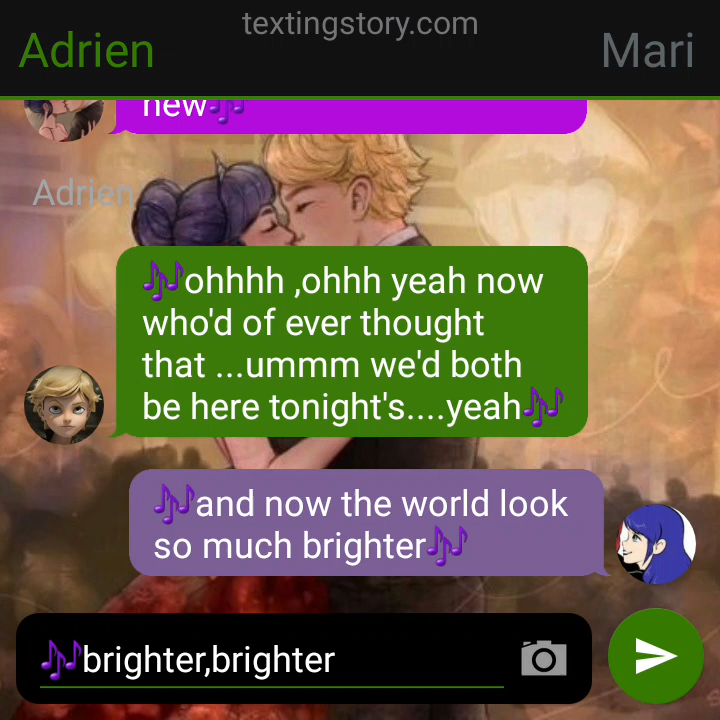 textingstory.com
Adrien
Mari
new🎶
Adrien
🎶ohhhh ,ohhh yeah now
who'd of ever thought
that ...ummm we'd both
be here tonight's....yeah🎶
🎶and now the world look
so much brighter🎶
🎶brighter,brighter